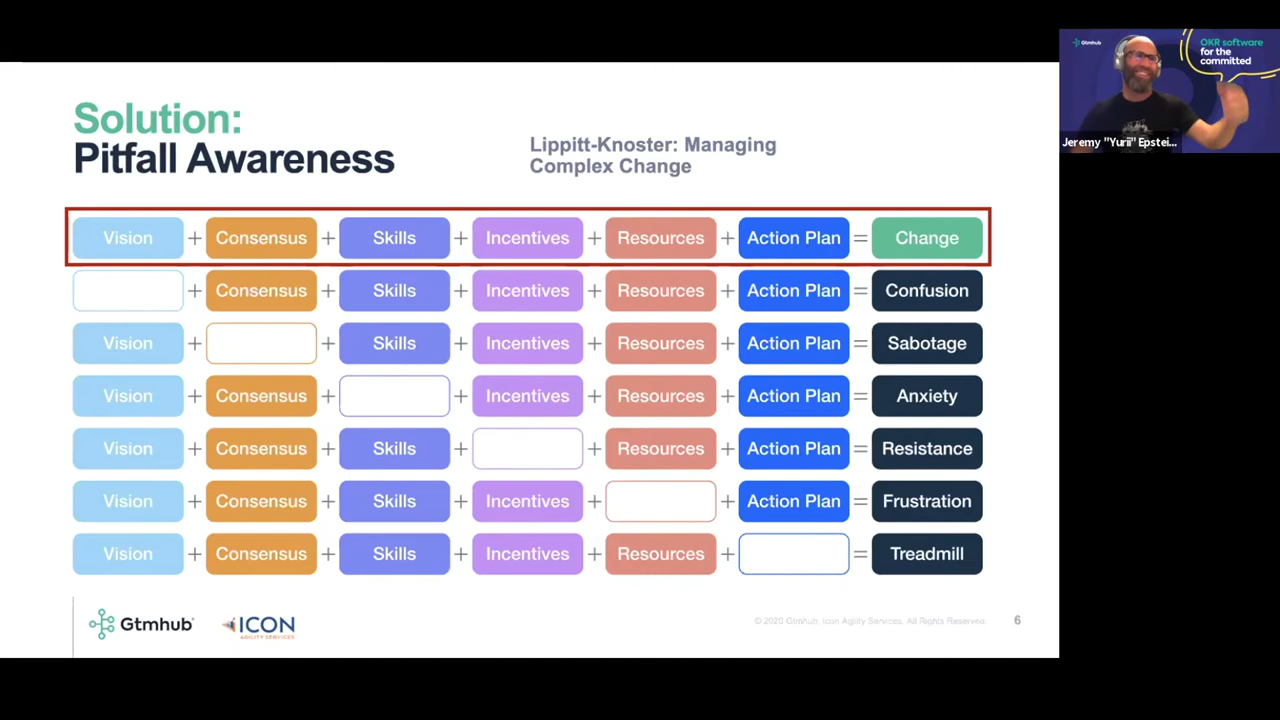 Solution:
Pitfall Awareness
Lippitt-Knoster: Managing
Complex Change
Vision + Consensus + Skills + Incentives + Resources + Action Plan = Change
+ Consensus + Skills + Incentives + Resources + Action Plan = Confusion
Vision + + Skills + Incentives + Resources + Action Plan = Sabotage
Vision + Consensus + + Incentives + Resources + Action Plan = Anxiety
Vision + Consensus + Skills + + Resources + Action Plan = Resistance
Vision + Consensus + Skills + Incentives + + Action Plan = Frustration
Vision + Consensus + Skills + Incentives + Resources + = Treadmill
Gtmhub
ICON
AGILITY SERVICES
© 2020 Gtmhub, Icon Agility Services. All Rights Reserved.
6
Gtmhub
OKR software
for the
committed
Jeremy "Yurii" Epstei...